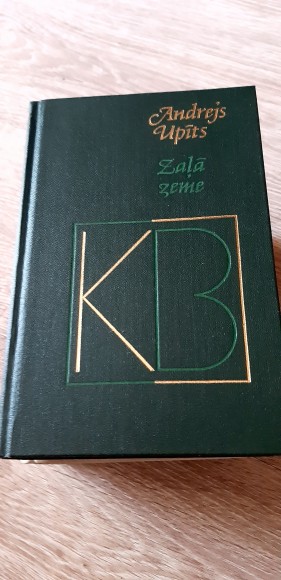 Andrejs
Upīts
Zaļā
zeme
KB